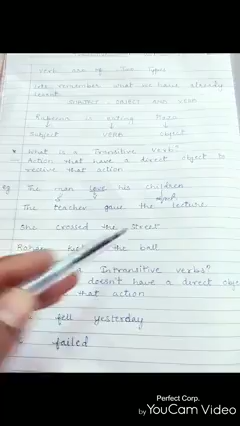 Verb are of Two Types
Lets remember what we have already
learnt
SUBJECT, OBJECT AND VERB
is eating
Subject VERB object
* What is a Transitive Verb?
Action that have a direct object to
receive that action
eg The man love his children
S object
The teacher gave the lecture.
She crossed the street
the ball
Intransitive verbs?
doesn't have a direct
that action
fell yesterday
failed
Perfect Corp.
by YouCam Video